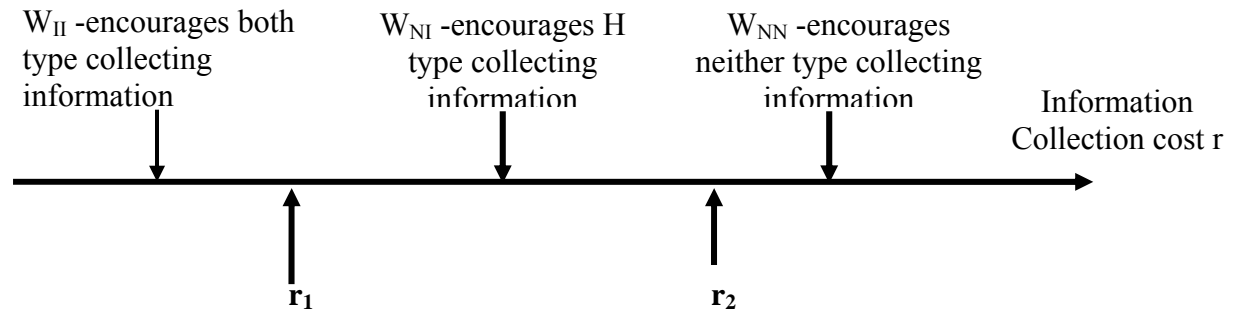 W_II -encourages both
type collecting
information
W_NI -encourages H
type collecting
information
W_NN -encourages
neither type collecting
information
Information
Collection cost r
r_1
r_2